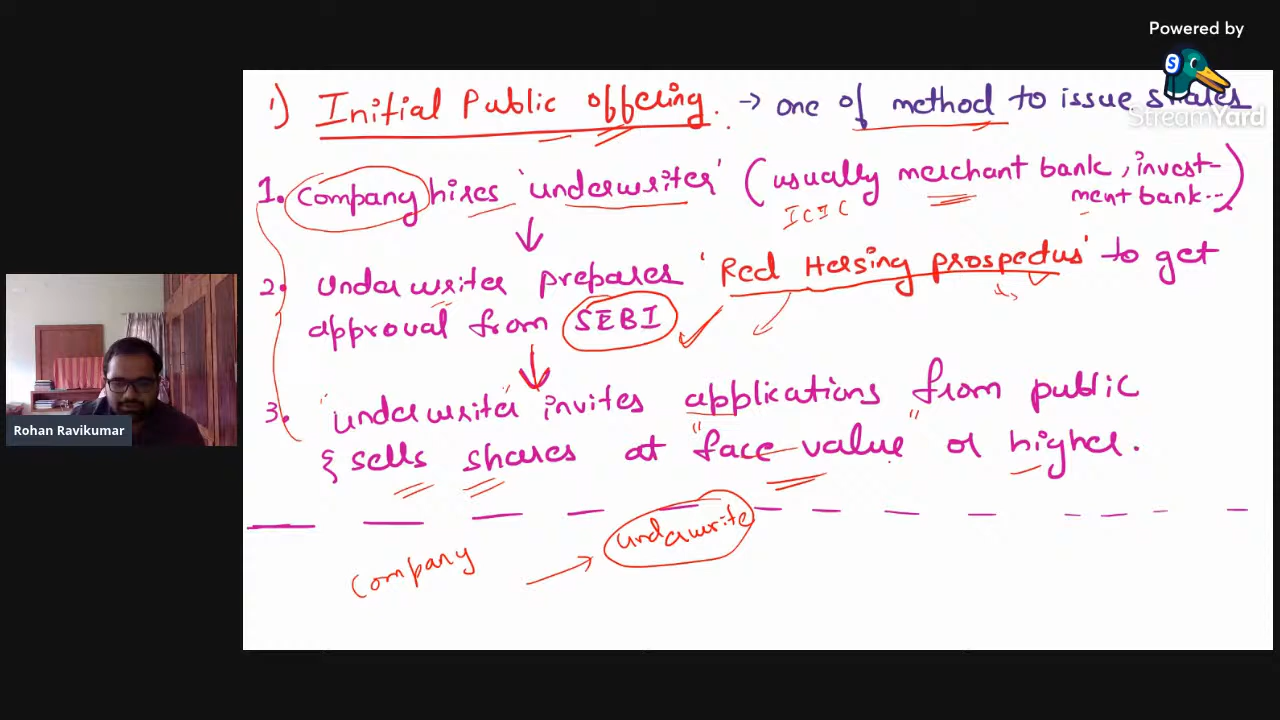 Powered by
StreamYard
1) Initial Public offering. → one of method to issue shares
1. Company hires 'underwriter' (usually merchant bank, invest-
ment bank...)
ICIC
2. Underwriter prepares 'Red Hersing prospectus' to get
approval from SEBI
3. "underwriter" invites applications from public
& sells shares at "face value" or higher.
Company → underwrite
Rohan Ravikumar